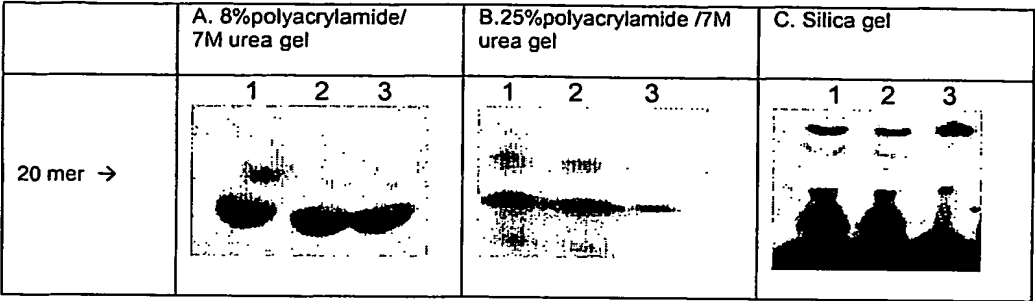 A. 8%polyacrylamide/
7M urea gel
B.25%polyacrylamide /7M
urea gel
C. Silica gel
1 2 3
1 2 3
1 2 3
20 mer →